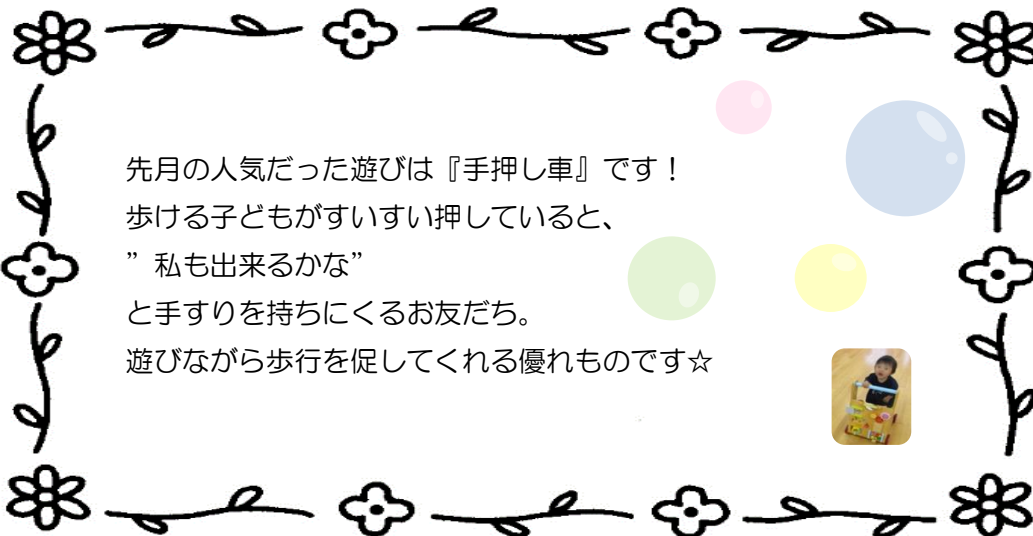 先月の人気だった遊びは『手押し車』です！
歩ける子どもがすいすい押していると、
”私も出来るかな”
と手すりを持ちにくるお友だち。
遊びながら歩行を促してくれる優れものです☆